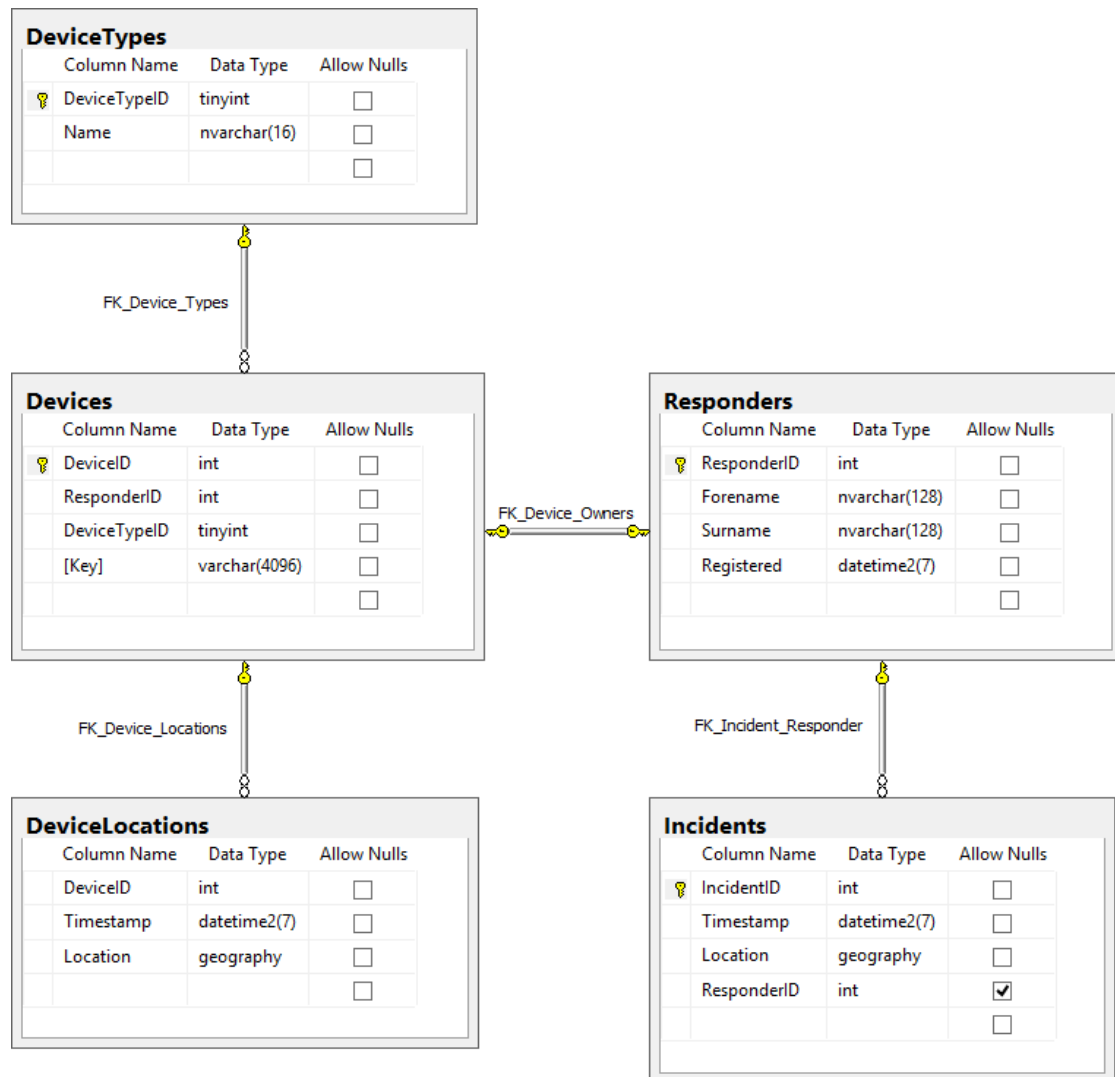 DeviceTypes
Column Name Data Type Allow Nulls
DeviceTypeID tinyint
Name nvarchar(16)
FK_Device_Types
Devices
Column Name Data Type Allow Nulls
DeviceID int
ResponderID int
DeviceTypeID tinyint
[Key] varchar(4096)
FK_Device_Owners
Responders
Column Name Data Type Allow Nulls
ResponderID int
Forename nvarchar(128)
Surname nvarchar(128)
Registered datetime2(7)
FK_Device_Locations
FK_Incident_Responder
DeviceLocations
Column Name Data Type Allow Nulls
DeviceID int
Timestamp datetime2(7)
Location geography
Incidents
Column Name Data Type Allow Nulls
IncidentID int
Timestamp datetime2(7)
Location geography
ResponderID int